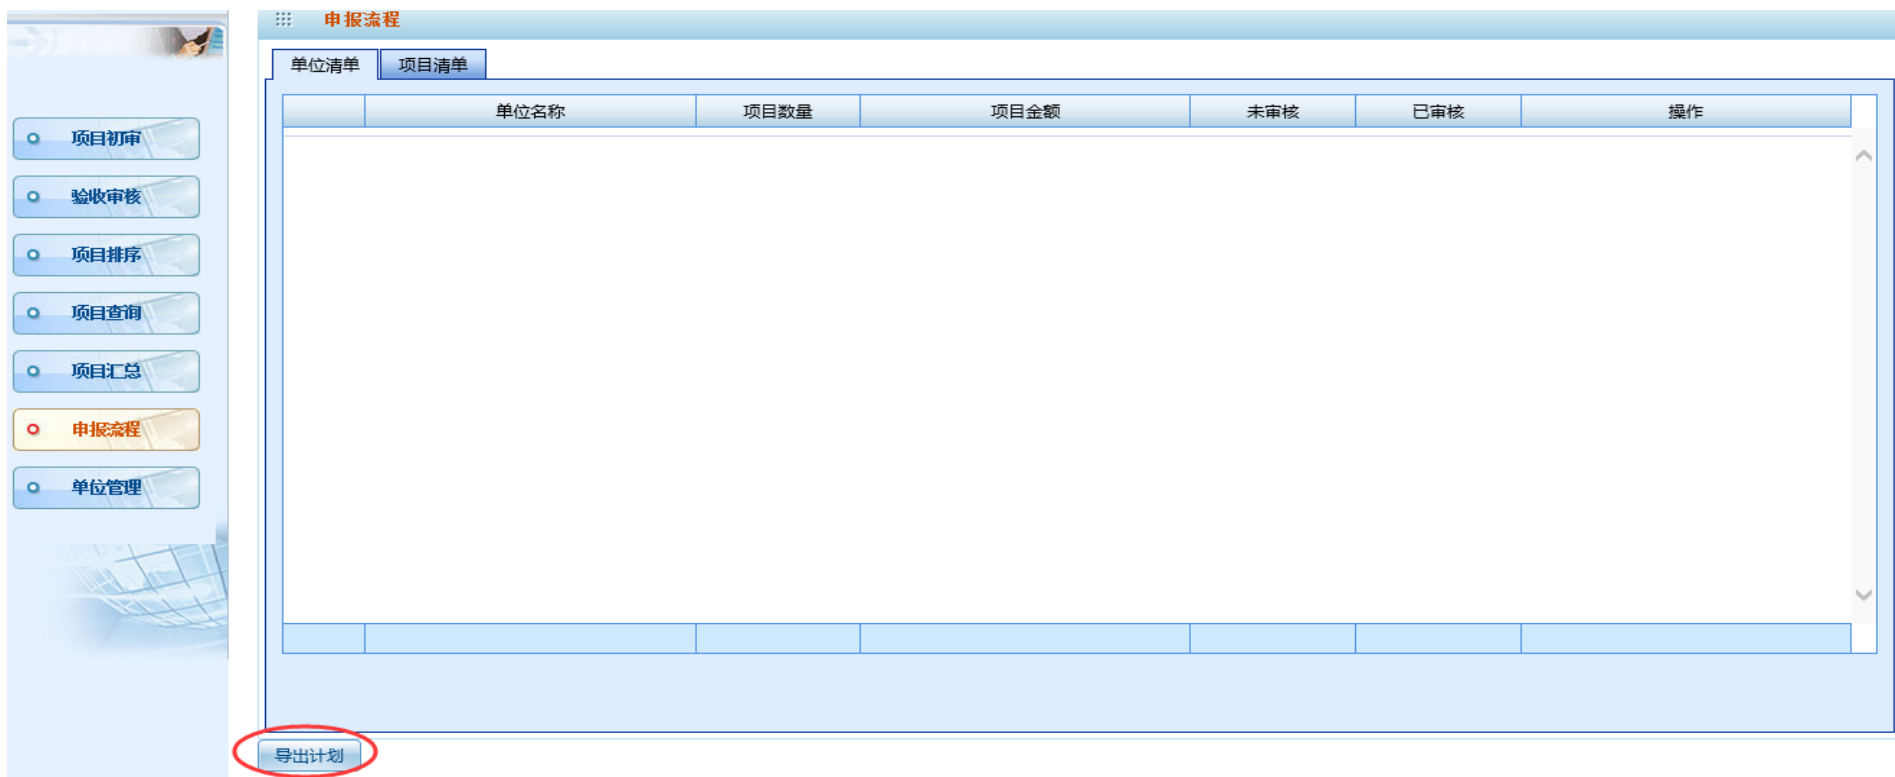 申报流程
单位清单 项目清单
单位名称 项目数量 项目金额 未审核 已审核 操作
项目初审
验收审核
项目排序
项目查询
项目汇总
申报流程
单位管理
导出计划